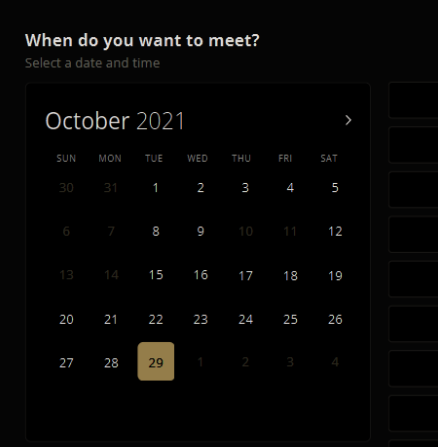 When do you want to meet?
Select a date and time
October 2021
SUN MON TUE WED THU FRI SAT
30 31 1 2 3 4 5
6 7 8 9 10 11 12
13 14 15 16 17 18 19
20 21 22 23 24 25 26
27 28 29 1 2 3 4